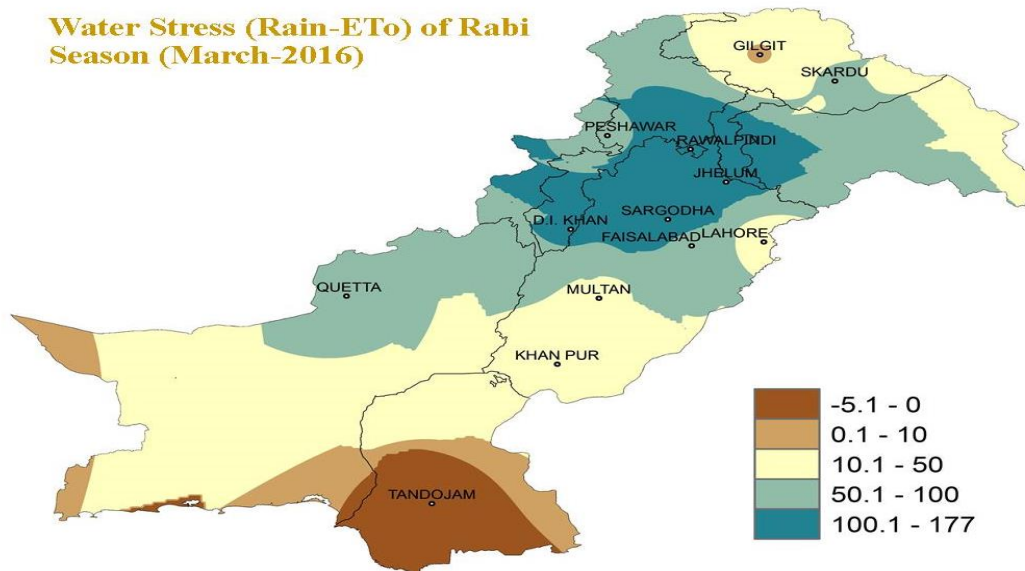 Water Stress (Rain-ETo) of Rabi
Season (March-2016)
GILGIT
SKARDU
PESHAWAR
RAWALPINDI
JHELUM
SARGODHA
D.I. KHAN
FAISALABAD
LAHORE
QUETTA
MULTAN
KHAN PUR
TANDOJAM
-5.1 - 0
0.1 - 10
10.1 - 50
50.1 - 100
100.1 - 177